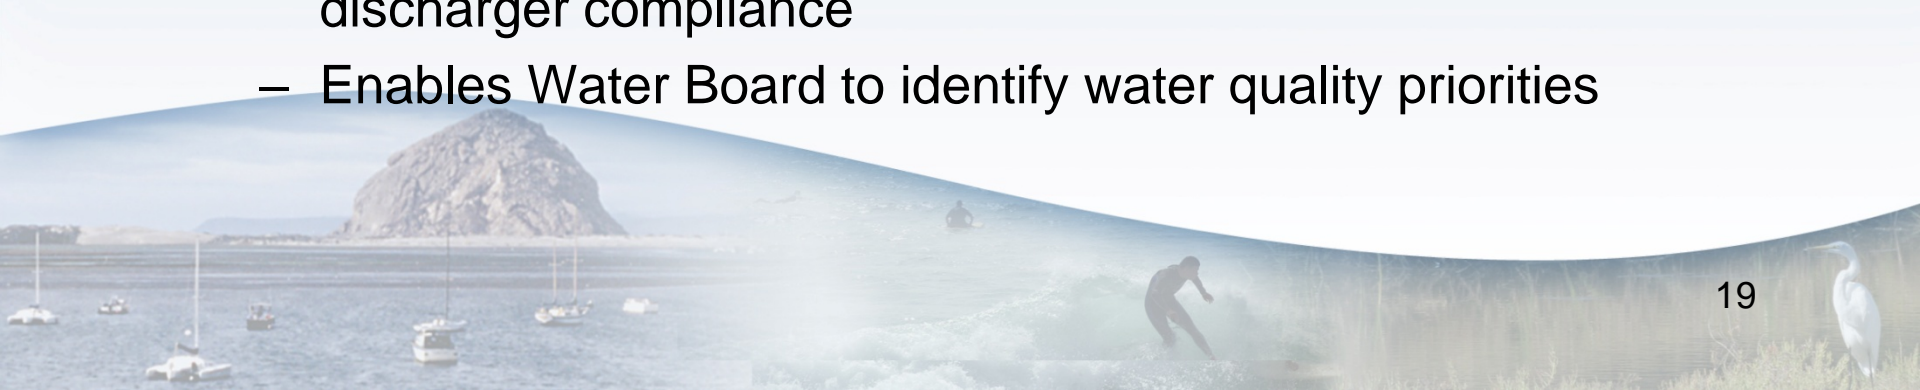 discharger compliance
– Enables Water Board to identify water quality priorities
19